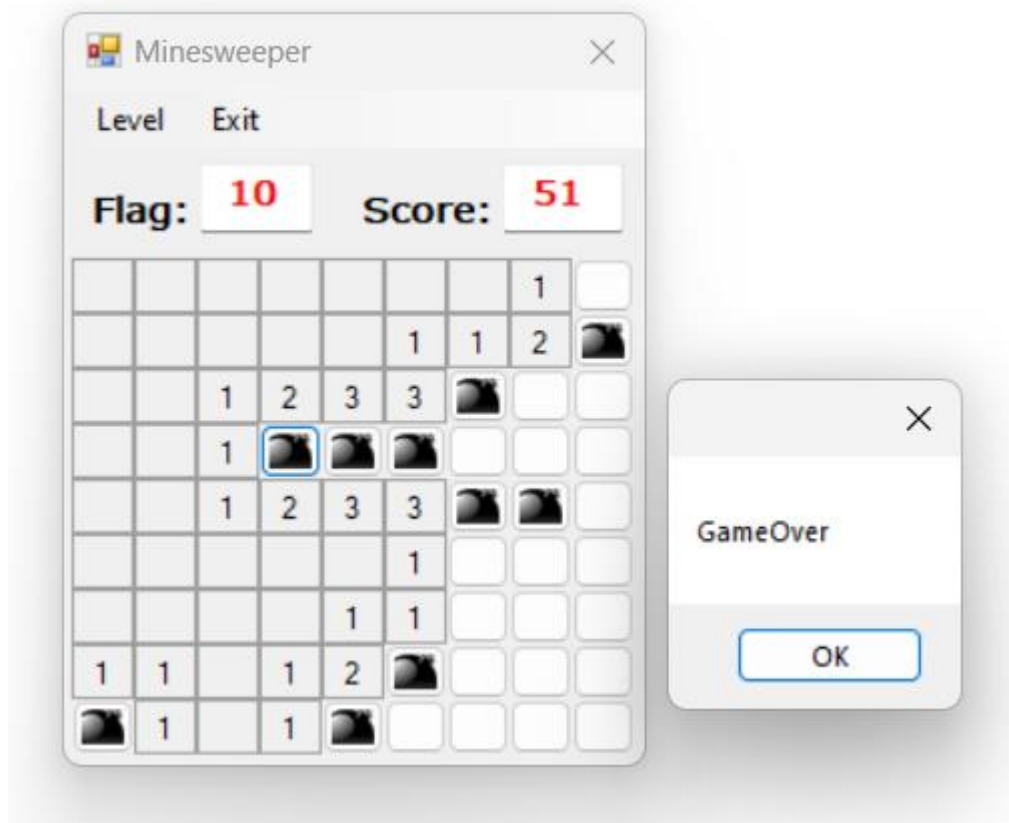 Minesweeper
Level Exit
Flag: 10 Score: 51
1
1 1 2
1 2 3 3
1
1 2 3 3
1
1 1
1 1 1 2
1 1
GameOver
OK